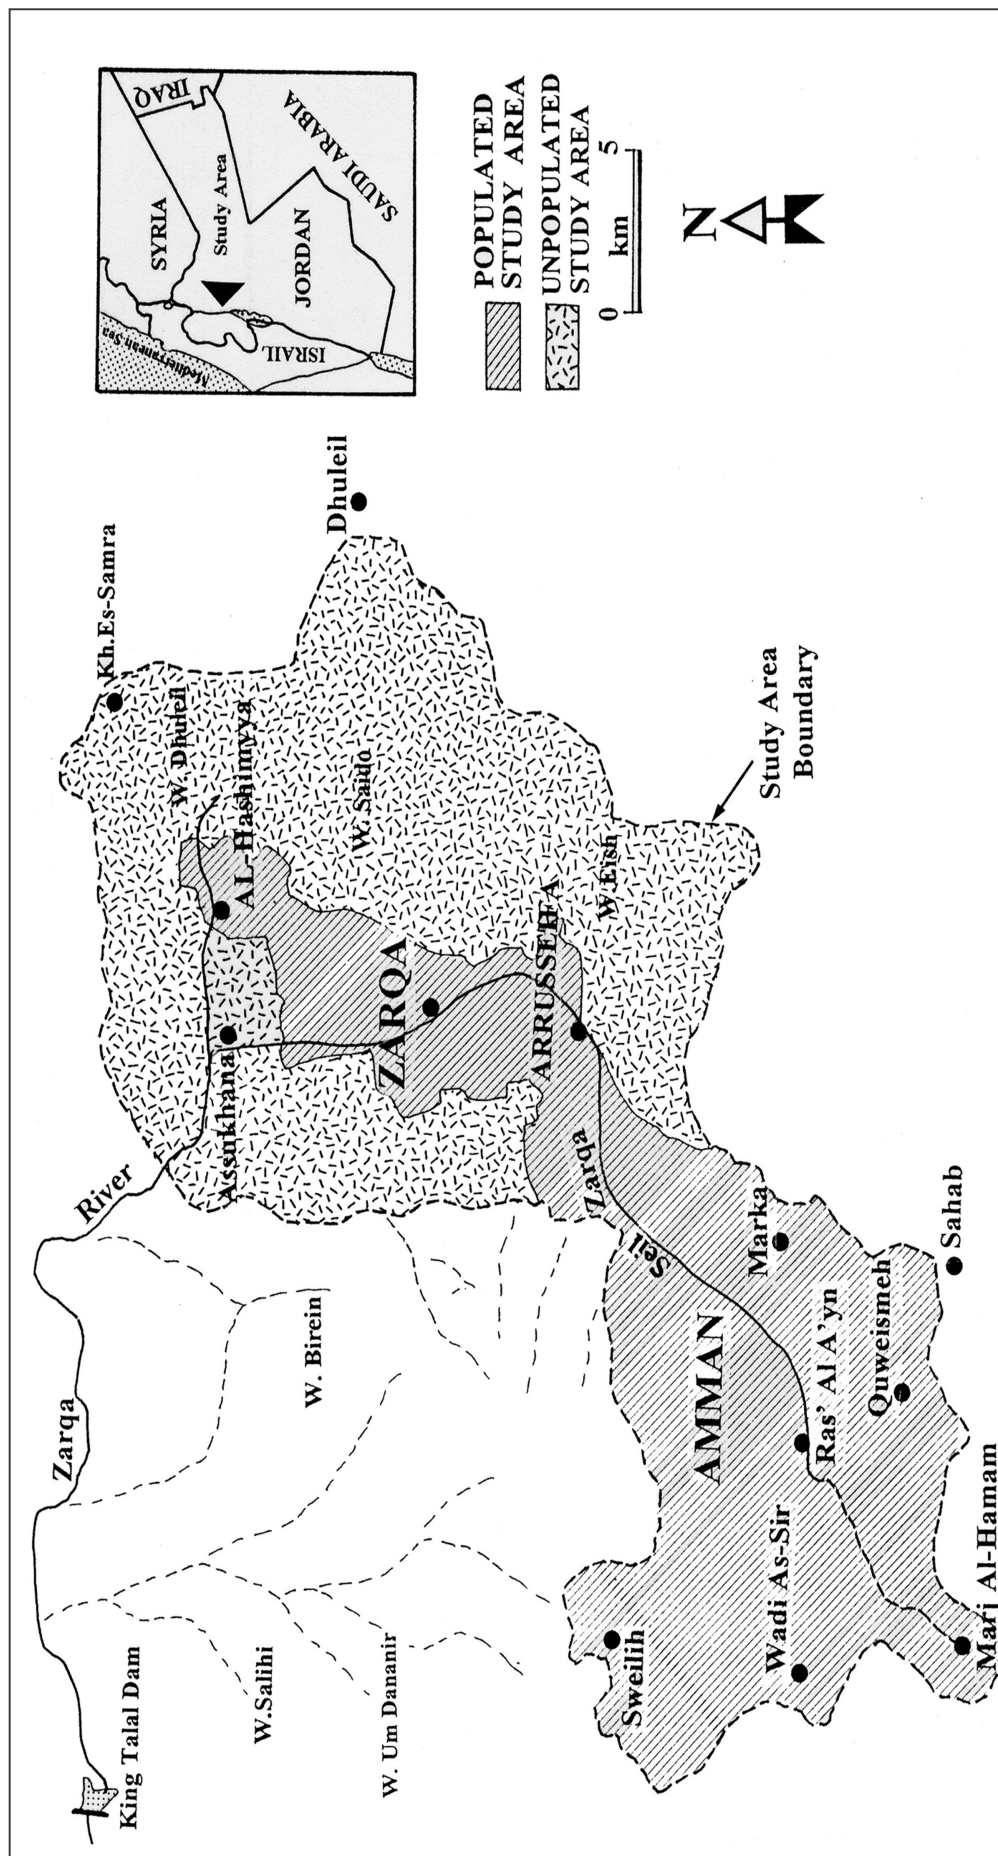 IRAQ
SYRIA
Study Area
SAUDI ARABIA
JORDAN
ISRAIL
Mediterranean Sea
POPULATED
STUDY AREA
UNPOPULATED
STUDY AREA
0 km 5
N
Kh.Es-Samra
Dhuleil
W. Dhuleil
AL-Hashimyya
W. Saido
Assukhana
ZARQA
ARRUSSEIFA
W.Eish
Study Area
Boundary
River
Zarqa
W. Birein
Seil
Zarqa
Marka
Sahab
AMMAN
Ras' Al A'yn
Quweismeh
King Talal Dam
W.Salihi
W. Um Dananir
Sweilih
Wadi As-Sir
Marj Al-Hamam